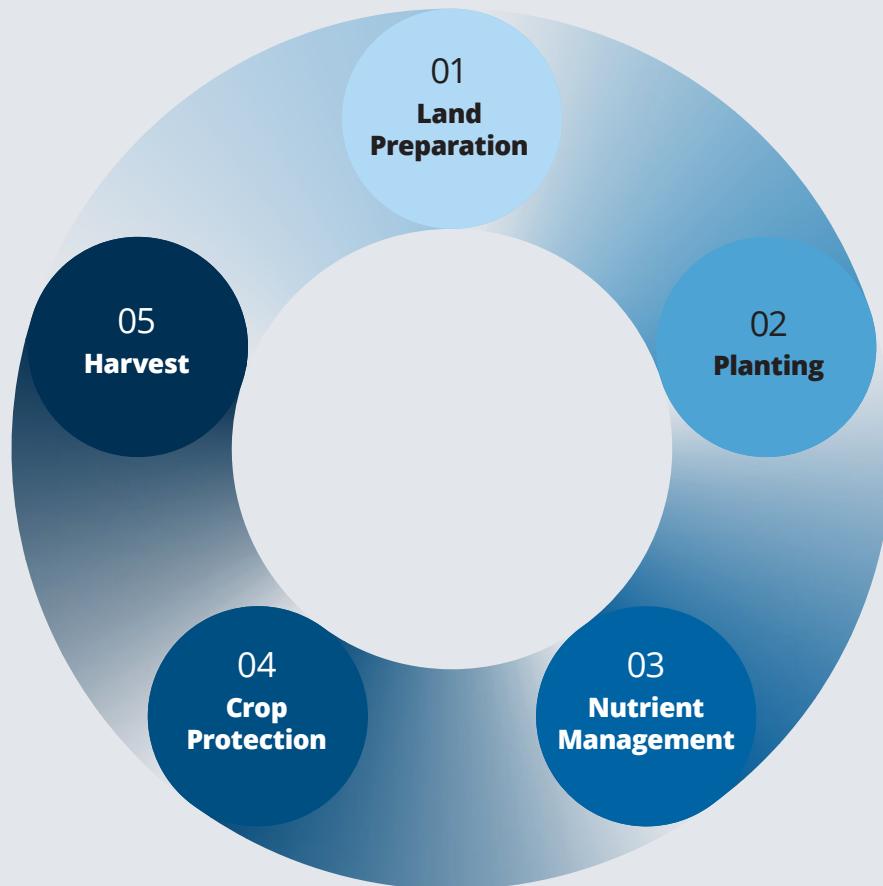 01
Land
Preparation
02
Planting
03
Nutrient
Management
04
Crop
Protection
05
Harvest